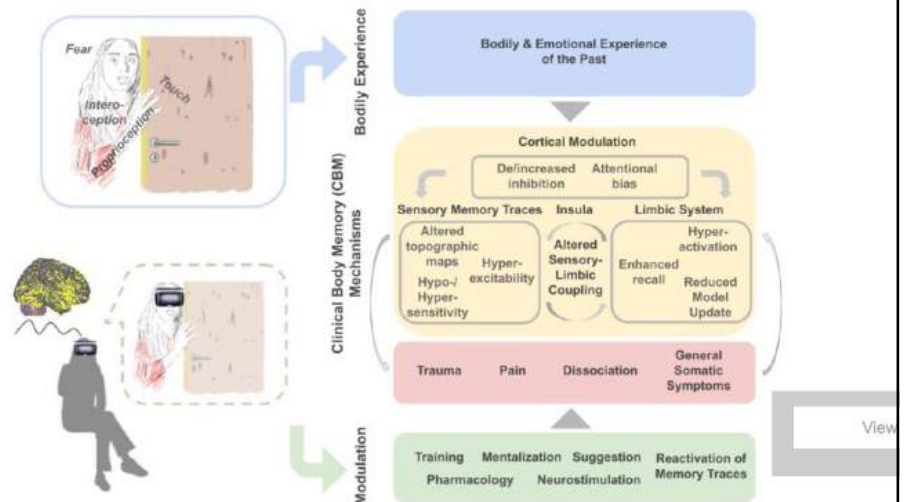 Fear
Touch
Intero-
ception
Proprioception
Bodily Experience
Bodily & Emotional Experience
of the Past
Clinical Body Memory (CBM)
Mechanisms
Cortical Modulation
De/increased
inhibition
Attentional
bias
Sensory Memory Traces
Insula
Limbic System
Altered
topographic
maps
Hypo-/
Hyper-
sensitivity
Hyper-
excitability
Altered
Sensory-
Limbic
Coupling
Hyper-
activation
Enhanced
recall
Reduced
Model
Update
Trauma
Pain
Dissociation
General
Somatic
Symptoms
Modulation
Training
Mentalization
Suggestion
Reactivation of
Memory Traces
Pharmacology
Neurostimulation
View